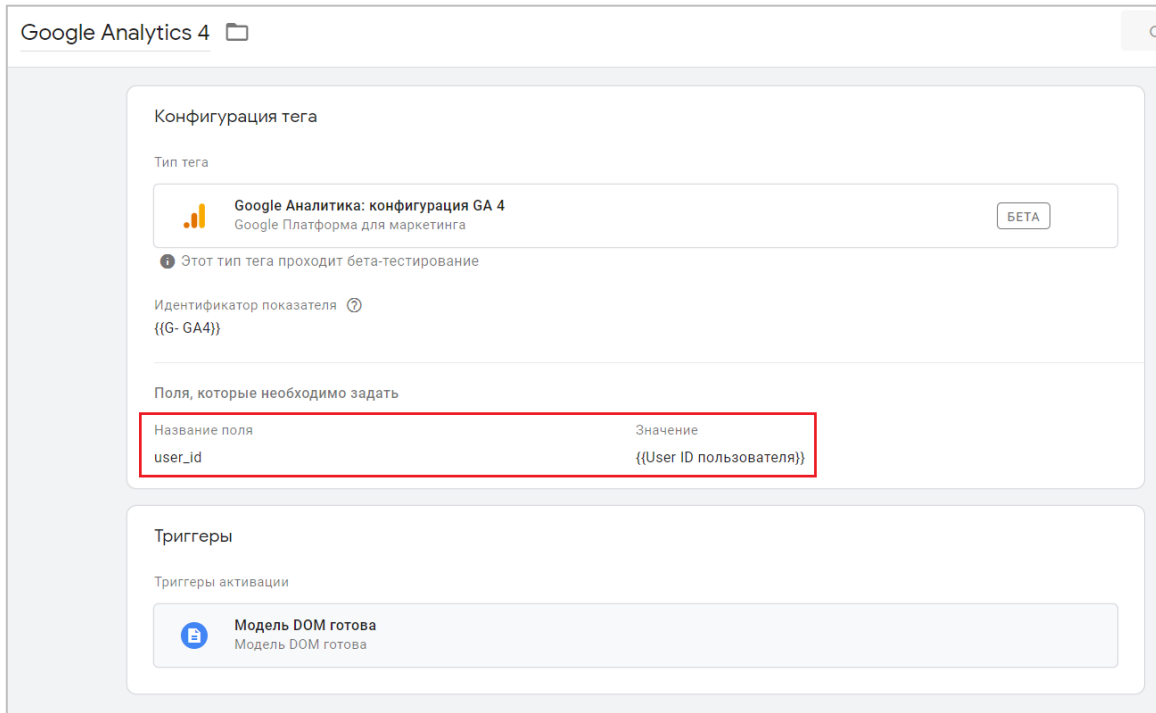 Google Analytics 4
Конфигурация тега
Тип тега
Google Аналитика: конфигурация GA 4
Google Платформа для маркетинга
БЕТА
Этот тип тега проходит бета-тестирование
Идентификатор показателя
{{G- GA4}}
Поля, которые необходимо задать
Название поля Значение
user_id {{User ID пользователя}}
Триггеры
Триггеры активации
Модель DOM готова
Модель DOM готова